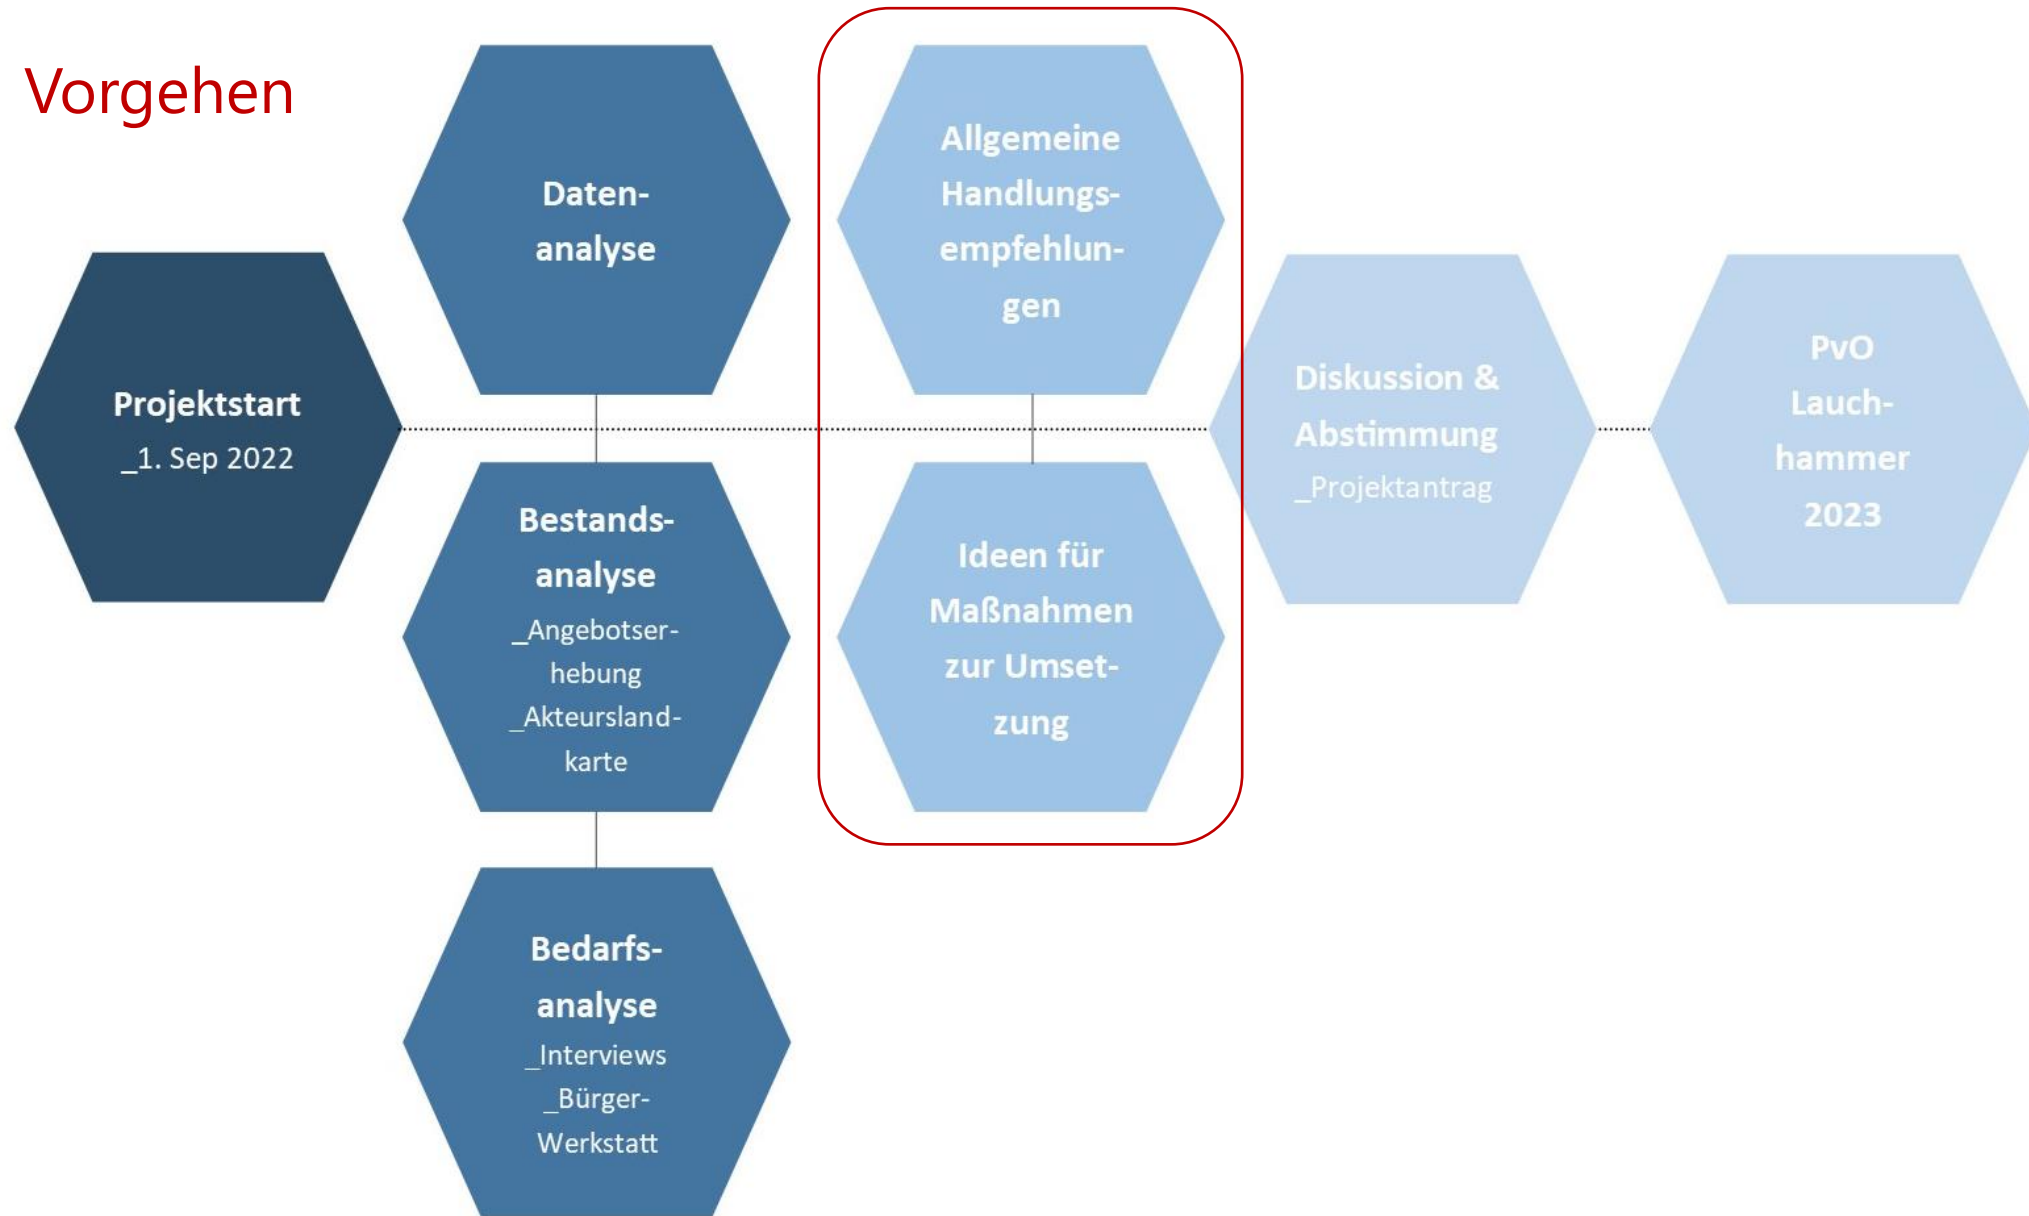 Vorgehen
Projektstart
_1. Sep 2022
Daten-
analyse
Bestands-
analyse
_Angebotser-
hebung
_Akteursland-
karte
Bedarfs-
analyse
_Interviews
_Bürger-
Werkstatt
Allgemeine
Handlungs-
empfehlun-
gen
Ideen für
Maßnahmen
zur Umset-
zung
Diskussion &
Abstimmung
_Projektantrag
PvO
Lauch-
hammer
2023